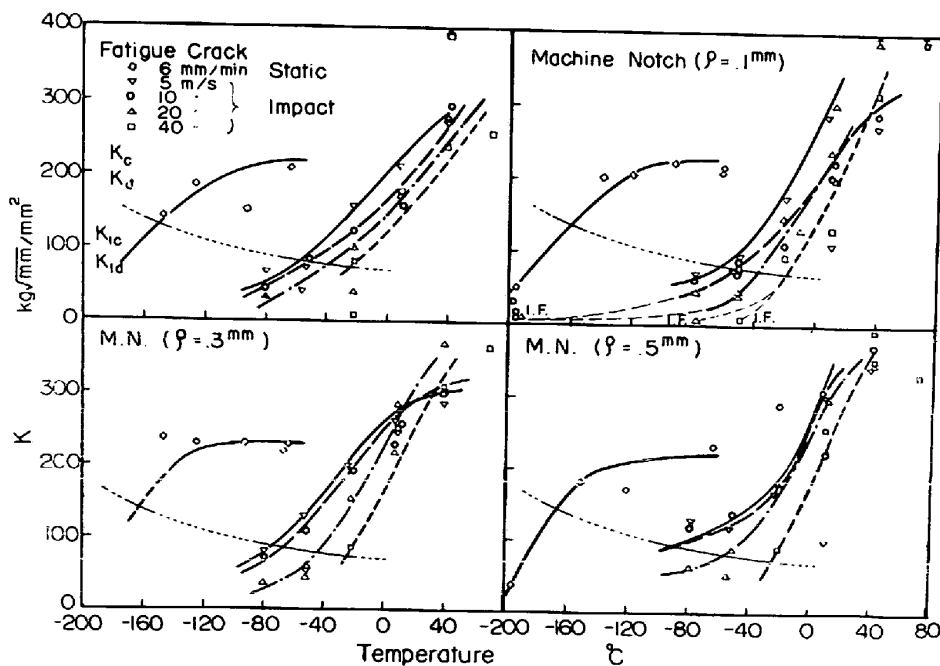 400
300
200
100
0
kg√mm/mm²
Fatigue Crack
6 mm/min Static
5 m/s
10 〃
20 〃
40 〃
Impact
Kc
Kd
KIc
KId
Machine Notch (ρ = .1mm)
I.F.
I.F.
I.F.
M.N. (ρ = .3mm)
300
K
200
100
0
M.N. (ρ = .5mm)
-200 -160 -120 -80 -40 0 40 -200 -160 -120 -80 -40 0 40 80
Temperature °C